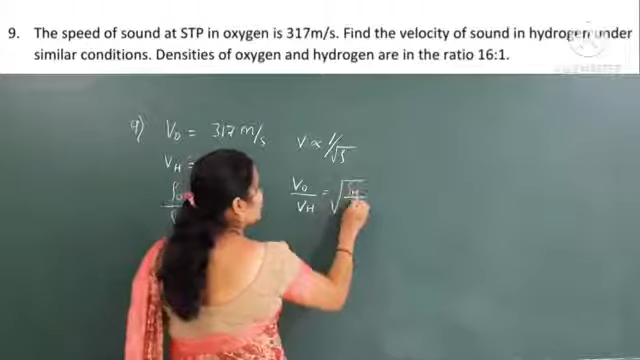 9. The speed of sound at STP in oxygen is 317m/s. Find the velocity of sound in hydrogen under
similar conditions. Densities of oxygen and hydrogen are in the ratio 16:1.
9) V₀ = 317 m/s
V ∝ 1/√ρ
V_H =
V₀/V_H = √ρ_H